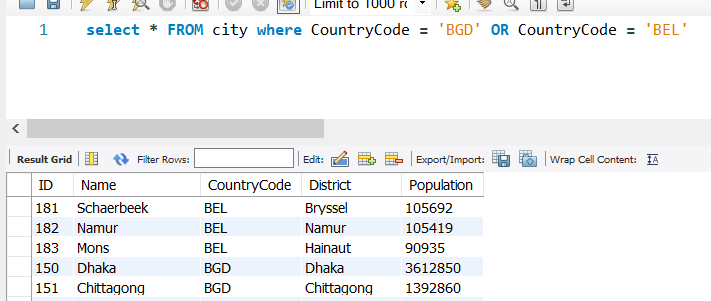 Limit to 1000 ro
1 select * FROM city where CountryCode = 'BGD' OR CountryCode = 'BEL'
Result Grid Filter Rows: Edit: Export/Import: Wrap Cell Content:
ID Name CountryCode District Population
181 Schaerbeek BEL Bryssel 105692
182 Namur BEL Namur 105419
183 Mons BEL Hainaut 90935
150 Dhaka BGD Dhaka 3612850
151 Chittagong BGD Chittagong 1392860